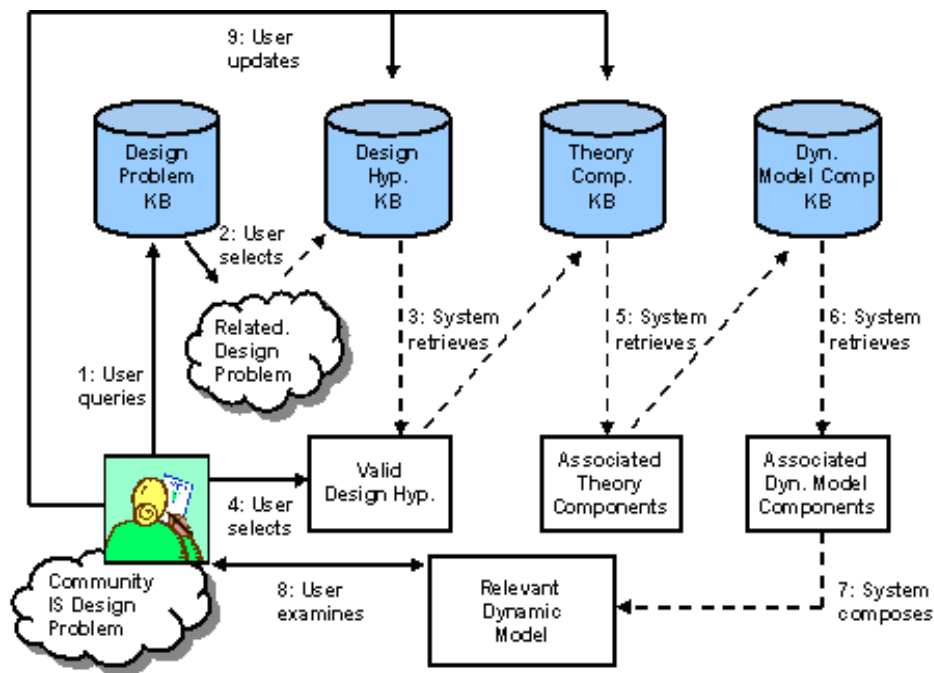 9: User
updates
Design
Problem
KB
Design
Hyp.
KB
Theory
Comp.
KB
Dyn.
Model Comp
KB
2: User
selects
Related.
Design
Problem
3: System
retrieves
5: System
retrieves
6: System
retrieves
1: User
queries
Valid
Design Hyp.
Associated
Theory
Components
Associated
Dyn. Model
Components
4: User
selects
Community
IS Design
Problem
8: User
examines
Relevant
Dynamic
Model
7: System
composes